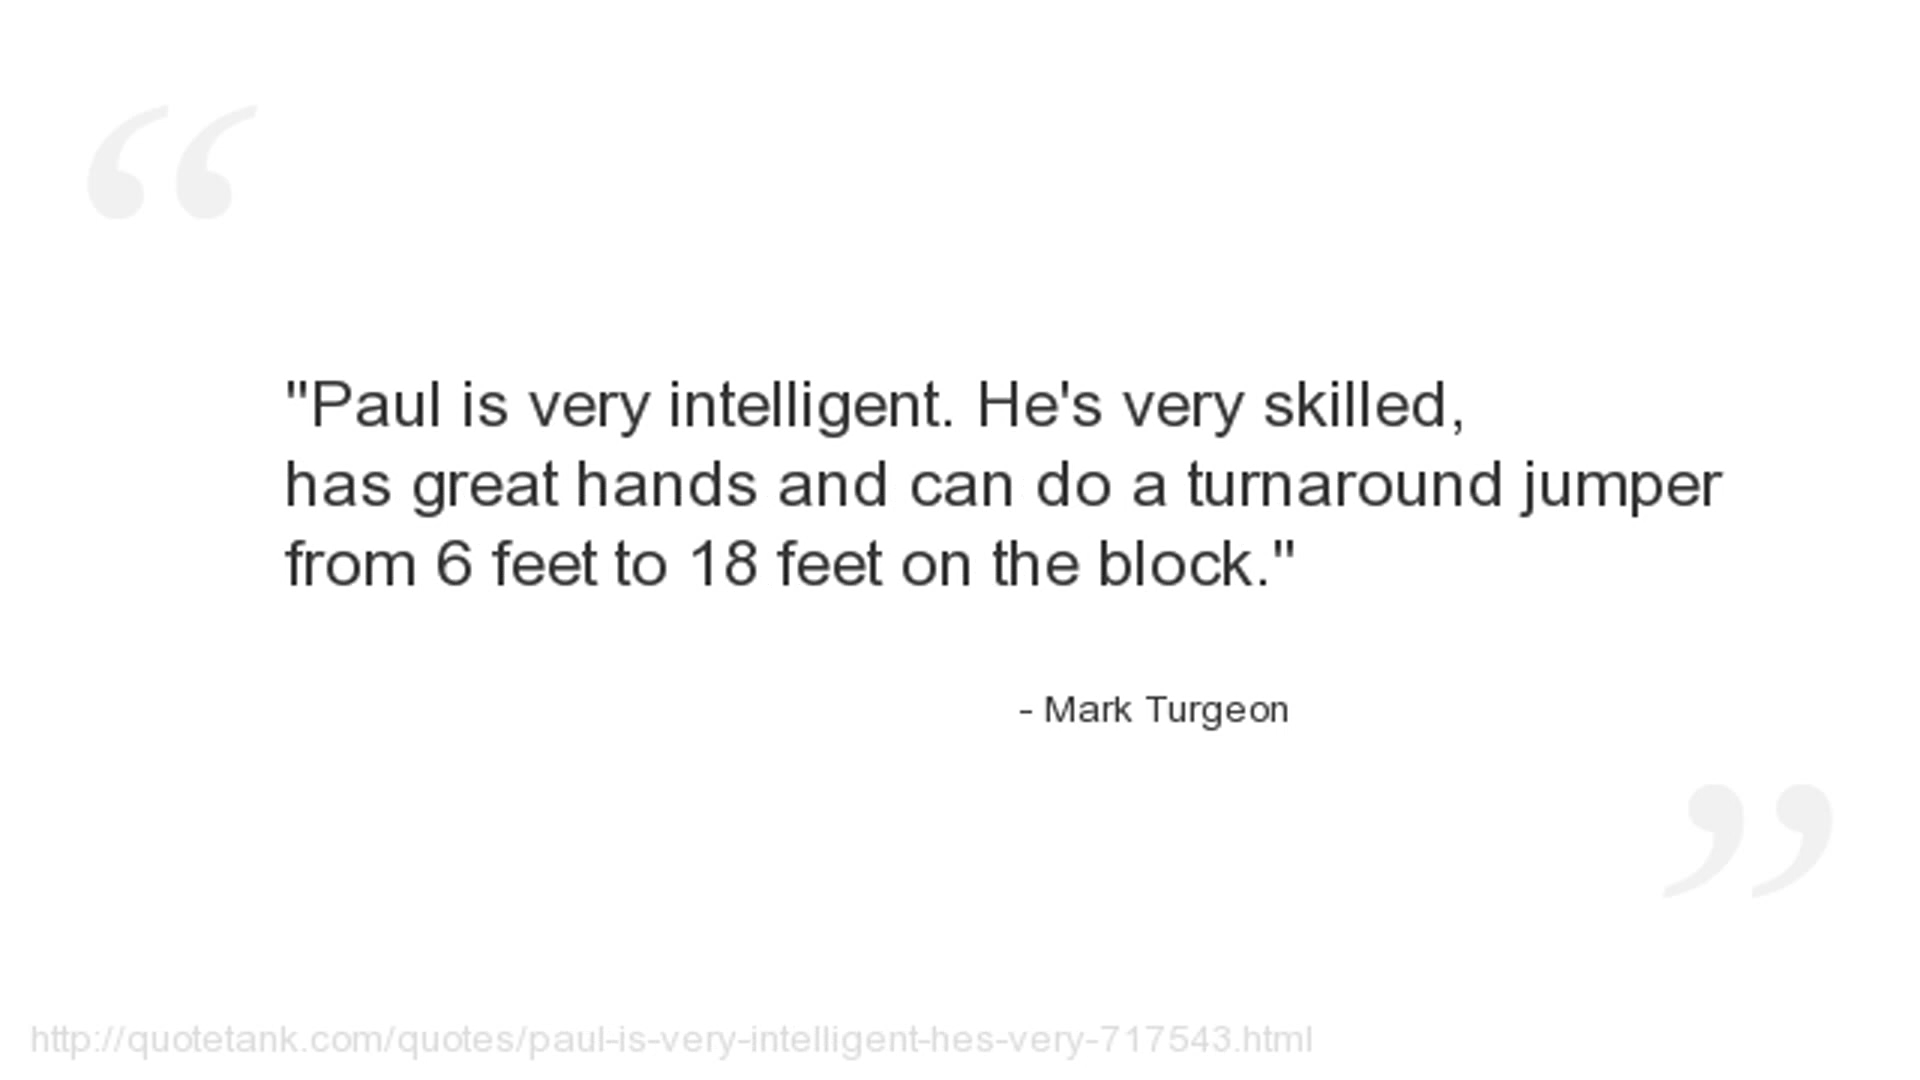 "Paul is very intelligent. He's very skilled,
has great hands and can do a turnaround jumper
from 6 feet to 18 feet on the block."
- Mark Turgeon
http://quotetank.com/quotes/paul-is-very-intelligent-hes-very-717543.html